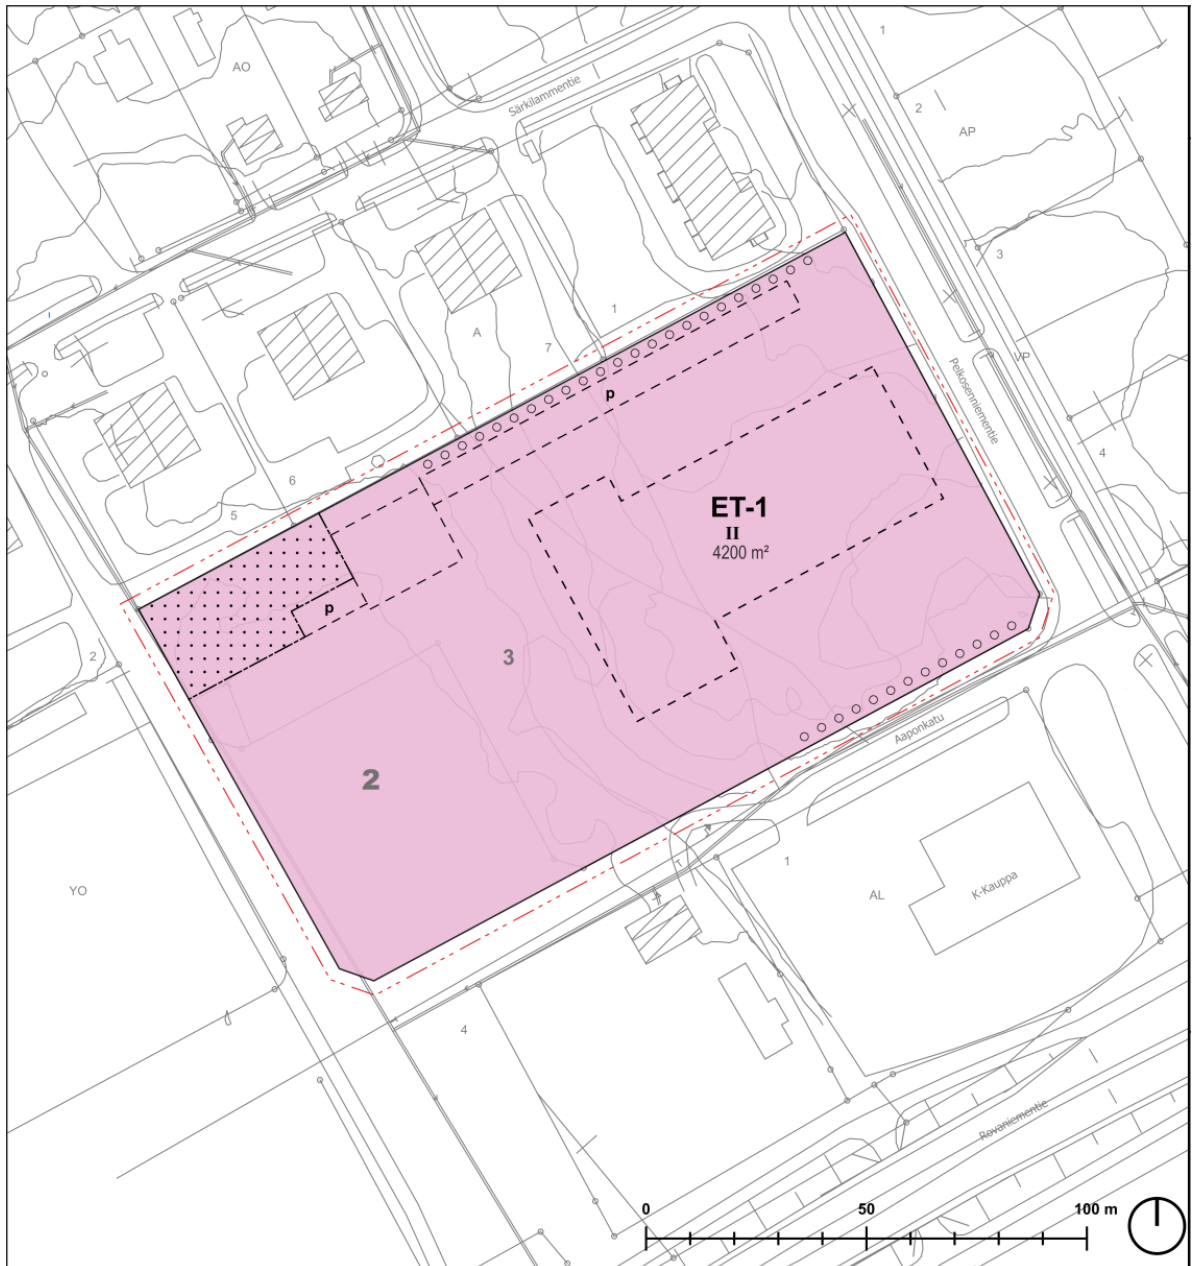 1
AO
Särkilammentie
2
AP
3
1
A
7
p
VP
Pelkosenniementie
4
6
5
ET-1
II
4200 m²
p
2
3
2
Aaponkatu
1
AL
K-Kauppa
YO
4
Rovaniementie
0
50
100 m